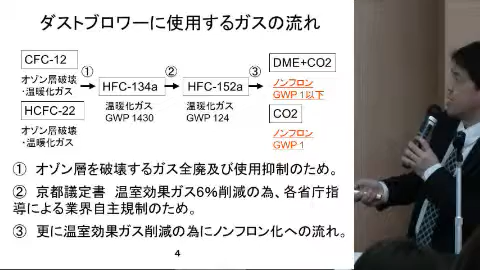 ダストブロワーに使用するガスの流れ
CFC-12
オゾン層破壊
・温暖化ガス
HCFC-22
オゾン層破壊
・温暖化ガス
①
HFC-134a
温暖化ガス
GWP 1430
②
HFC-152a
温暖化ガス
GWP 124
③
DME+CO2
ノンフロン
GWP 1以下
CO2
ノンフロン
GWP 1
① オゾン層を破壊するガス全廃及び使用抑制のため。
② 京都議定書 温室効果ガス6%削減の為、各省庁指
導による業界自主規制のため。
③ 更に温室効果ガス削減の為にノンフロン化への流れ。
4